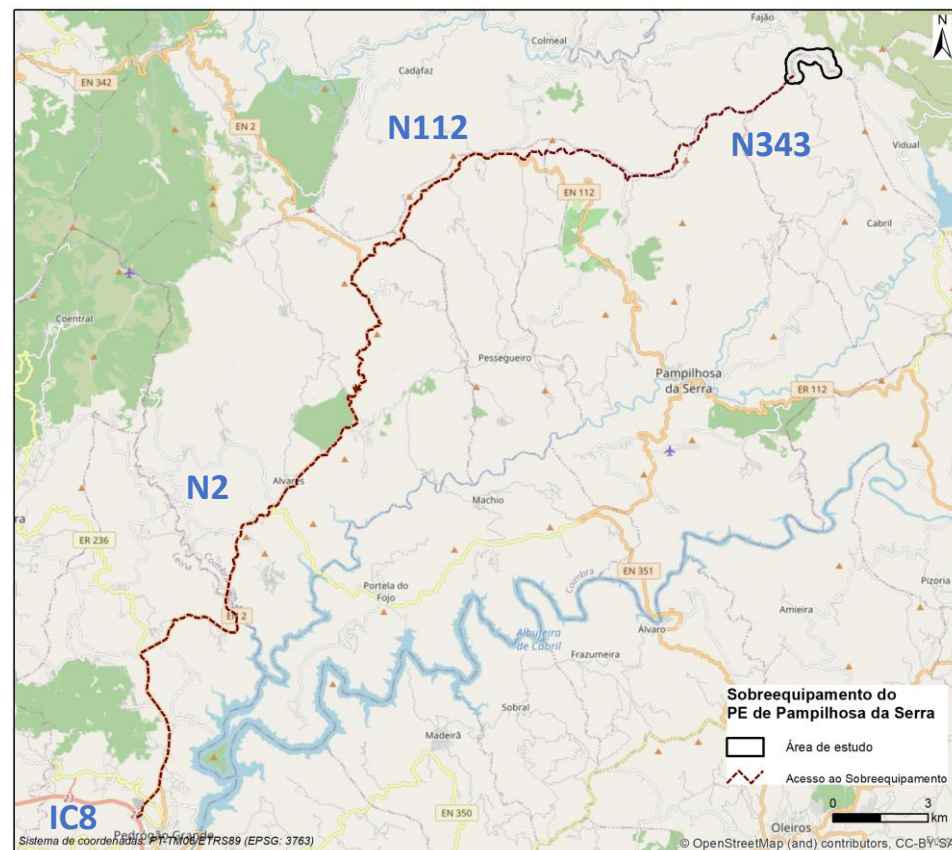 Fajão
N
Colmeal
EN 342
Cadafaz
N112
EN 2
N343
Vidual
EN 112
Cabril
Coentral
Pessegueiro
Pampilhosa
da Serra
ER 112
N2
Alvares
Machio
ER 236
Coimbra
Leiria
EN 351
Coimbra
Pizoria
Portela do
Fojo
Amieira
EN 2
Albufeira
de Cabril
Álvaro
Frazumeira
Sobral
Madeirã
Sobreequipamento do
PE de Pampilhosa da Serra
Área de estudo
Acesso ao Sobreequipamento
IC8
EN 350
0 3
km
Pedrógão Grande
Oleiros
Sistema de coordenadas: PT-TM06/ETRS89 (EPSG: 3763)
© OpenStreetMap (and) contributors, CC-BY-SA